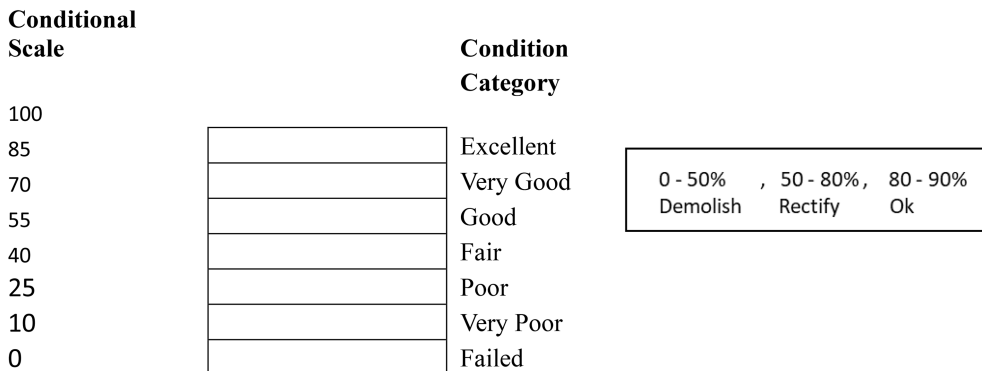 Conditional
Scale
Condition
Category
100
85 Excellent
70 Very Good
55 Good
40 Fair
25 Poor
10 Very Poor
0 Failed
0 - 50% , 50 - 80% , 80 - 90%
Demolish Rectify Ok